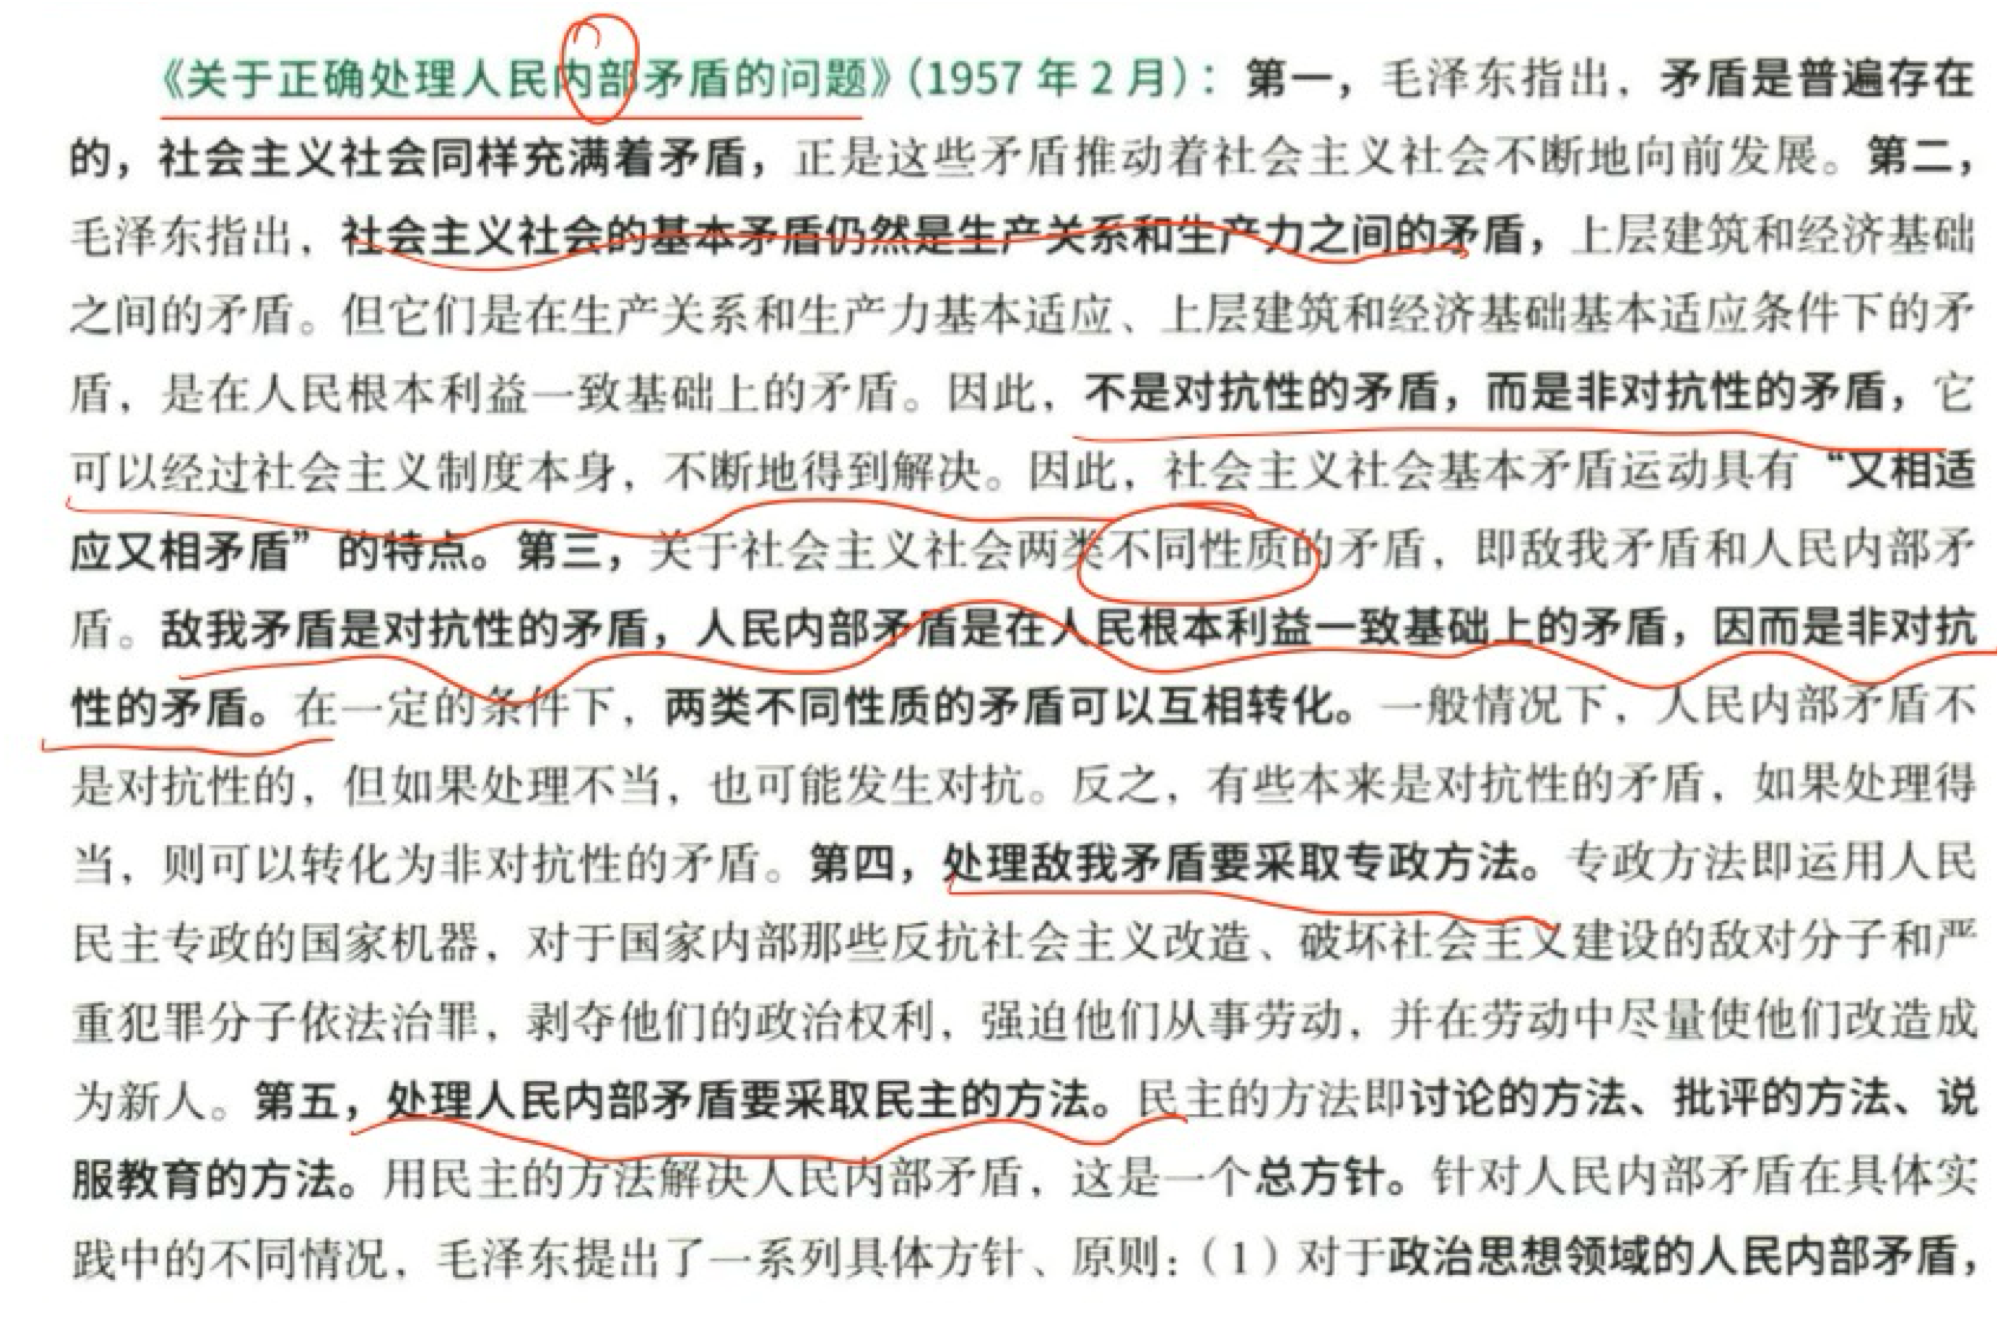 《关于正确处理人民内部矛盾的问题》（1957 年 2 月）：第一，毛泽东指出，矛盾是普遍存在
的，社会主义社会同样充满着矛盾，正是这些矛盾推动着社会主义社会不断地向前发展。第二，
毛泽东指出，社会主义社会的基本矛盾仍然是生产关系和生产力之间的矛盾，上层建筑和经济基础
之间的矛盾。但它们是在生产关系和生产力基本适应、上层建筑和经济基础基本适应条件下的矛
盾，是在人民根本利益一致基础上的矛盾。因此，不是对抗性的矛盾，而是非对抗性的矛盾，它
可以经过社会主义制度本身，不断地得到解决。因此，社会主义社会基本矛盾运动具有“又相适
应又相矛盾”的特点。第三，关于社会主义社会两类不同性质的矛盾，即敌我矛盾和人民内部矛
盾。敌我矛盾是对抗性的矛盾，人民内部矛盾是在人民根本利益一致基础上的矛盾，因而是非对抗
性的矛盾。在一定的条件下，两类不同性质的矛盾可以互相转化。一般情况下，人民内部矛盾不
是对抗性的，但如果处理不当，也可能发生对抗。反之，有些本来是对抗性的矛盾，如果处理得
当，则可以转化为非对抗性的矛盾。第四，处理敌我矛盾要采取专政方法。专政方法即运用人民
民主专政的国家机器，对于国家内部那些反抗社会主义改造、破坏社会主义建设的敌对分子和严
重犯罪分子依法治罪，剥夺他们的政治权利，强迫他们从事劳动，并在劳动中尽量使他们改造成
为新人。第五，处理人民内部矛盾要采取民主的方法。民主的方法即讨论的方法、批评的方法、说
服教育的方法。用民主的方法解决人民内部矛盾，这是一个总方针。针对人民内部矛盾在具体实
践中的不同情况，毛泽东提出了一系列具体方针、原则：（1）对于政治思想领域的人民内部矛盾，